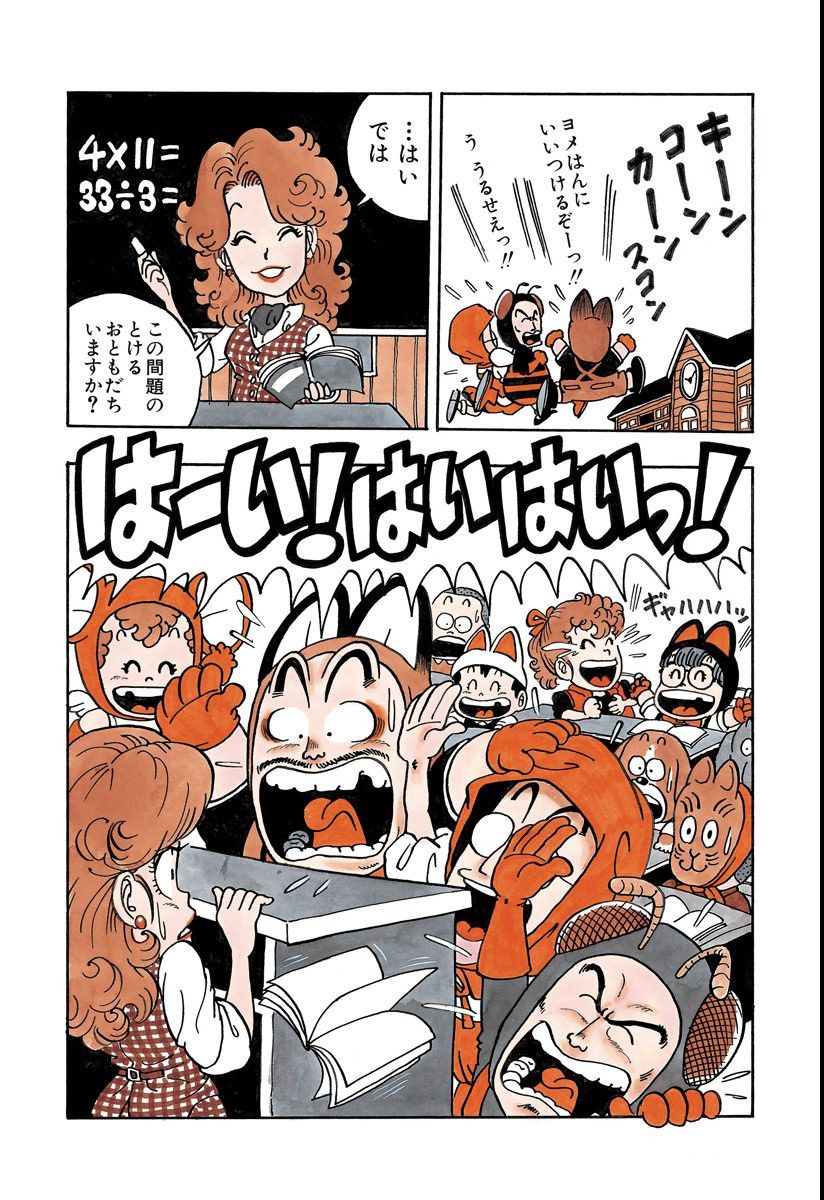 キーン
コーン
カーン
スコン
ヨメはんに
いいつけるぞーっ!!
う うるせえっ!!
…はい
では
4×11=
33÷3=
この問題の
とける
おともだち
いますか?
はーい!はいはいっ!
ギャハハハッ